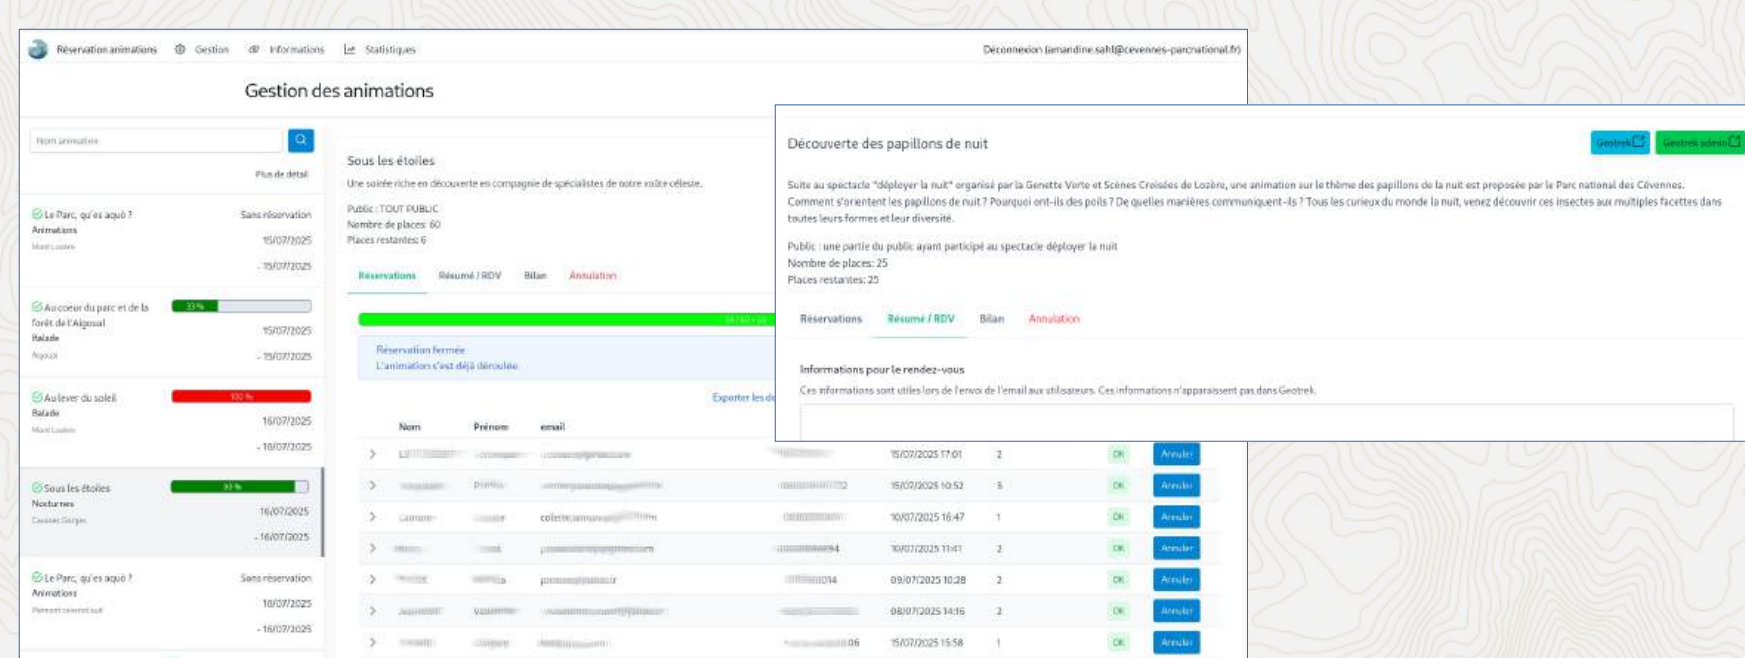 Réservation animations Gestion Informations Statistiques
Déconnexion (amandine.sahl@cevennes-parcnational.fr)
Gestion des animations
Nom animation
Plus de détail
Le Parc, qu'es aquò ? Sans réservation
Animations
Mont Lozère
15/07/2025
- 15/07/2025
Au coeur du parc et de la forêt de l'Aigoual 33 %
Balade
Aigoual
15/07/2025
- 15/07/2025
Au lever du soleil 100 %
Balade
Mont Lozère
16/07/2025
- 16/07/2025
Sous les étoiles 93 %
Nocturnes
Causses Gorges
16/07/2025
- 16/07/2025
Le Parc, qu'es aquò ? Sans réservation
Animations
16/07/2025
- 16/07/2025
Sous les étoiles
Une soirée riche en découverte en compagnie de spécialistes de notre voûte céleste.
Public : TOUT PUBLIC
Nombre de places: 60
Places restantes: 6
Réservations Résumé / RDV Bilan Annulation
Réservation fermée
L'animation s'est déjà déroulée
Exporter les
Nom Prénom email
15/07/2025 17:01 2 OK Annuler
15/07/2025 10:52 5 OK Annuler
10/07/2025 16:47 1 OK Annuler
10/07/2025 11:41 2 OK Annuler
09/07/2025 10:28 2 OK Annuler
08/07/2025 14:16 2 OK Annuler
15/07/2025 15:58 1 OK Annuler
Découverte des papillons de nuit
Geotrek Geotrek admin
Suite au spectacle "déployer la nuit" organisé par la Genette Verte et Scènes Croisées de Lozère, une animation sur le thème des papillons de la nuit est proposée par le Parc national des Cévennes.
Comment s'orientent les papillons de nuit ? Pourquoi ont-ils des poils ? De quelles manières communiquent-ils ? Tous les curieux du monde la nuit, venez découvrir ces insectes aux multiples facettes dans
toutes leurs formes et leur diversité.
Public : une partie du public ayant participé au spectacle déployer la nuit
Nombre de places: 25
Places restantes: 25
Réservations Résumé / RDV Bilan Annulation
Informations pour le rendez-vous
Ces informations sont utiles lors de l'envoi de l'email aux utilisateurs. Ces informations n'apparaissent pas dans Geotrek.